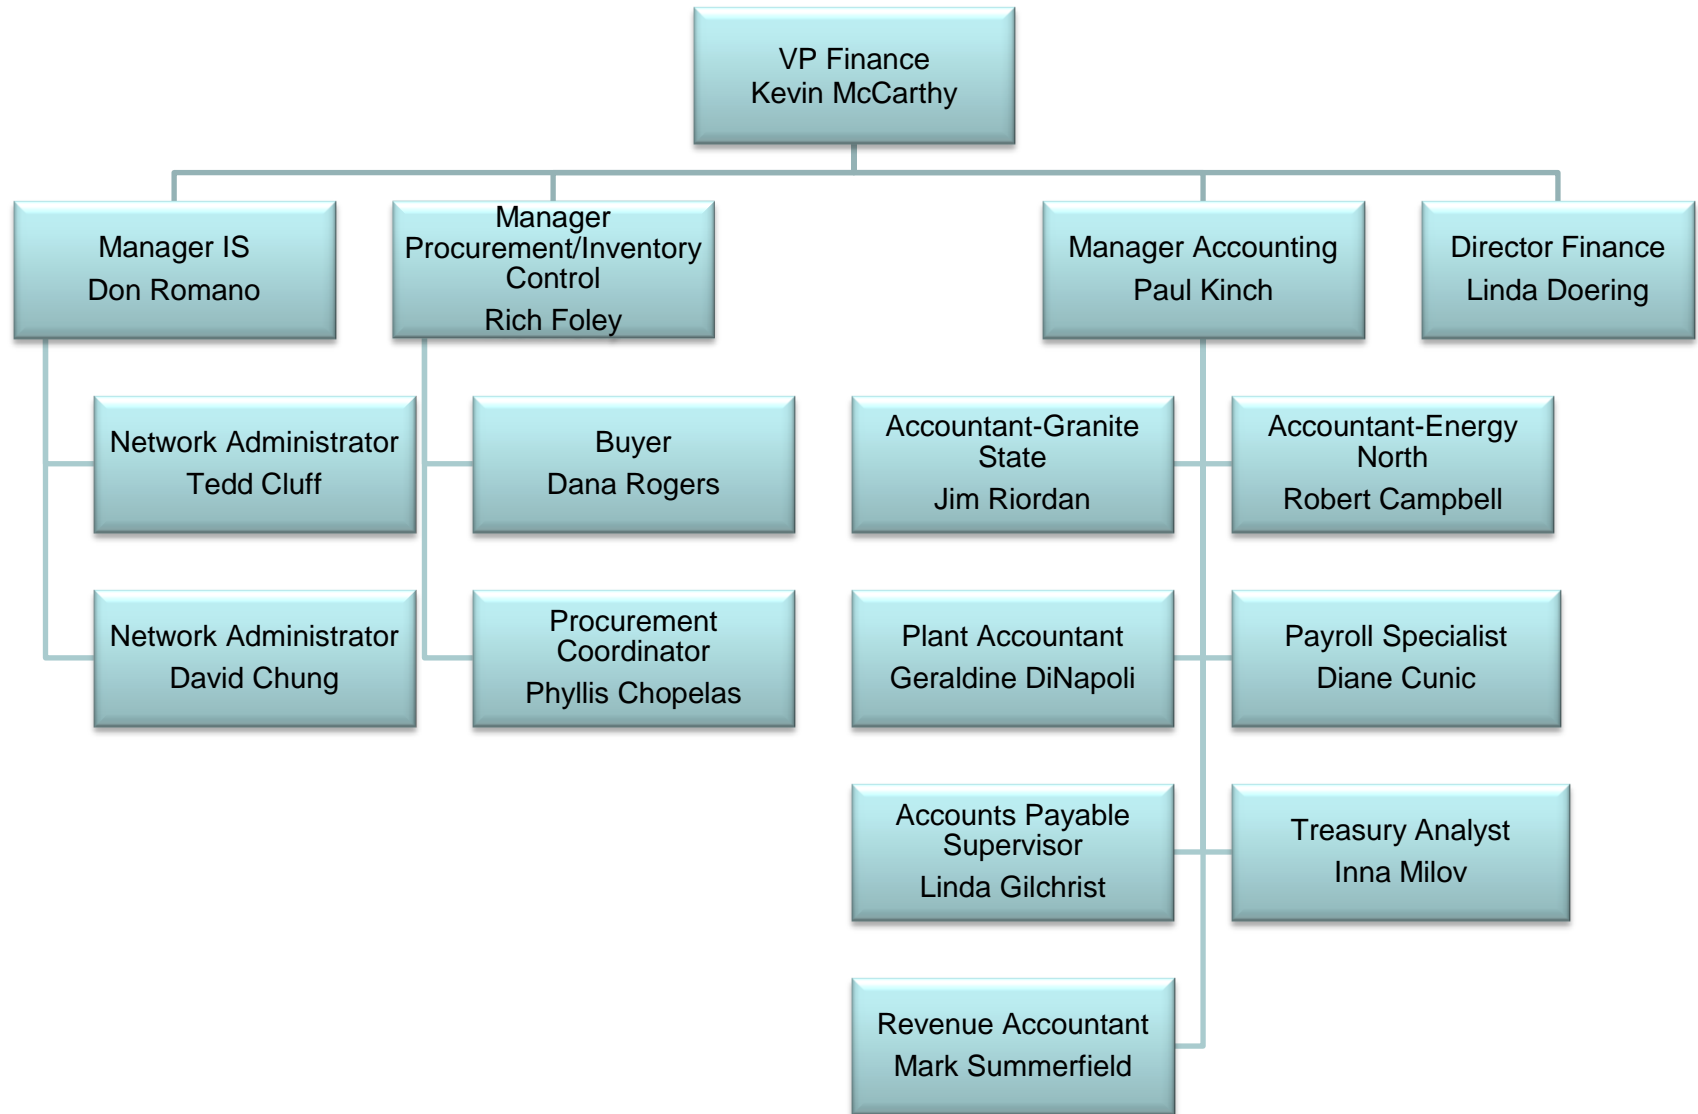 VP Finance
Kevin McCarthy
Manager IS
Don Romano
Manager
Procurement/Inventory
Control
Rich Foley
Manager Accounting
Paul Kinch
Director Finance
Linda Doering
Network Administrator
Tedd Cluff
Buyer
Dana Rogers
Accountant-Granite
State
Jim Riordan
Accountant-Energy
North
Robert Campbell
Network Administrator
David Chung
Procurement
Coordinator
Phyllis Chopelas
Plant Accountant
Geraldine DiNapoli
Payroll Specialist
Diane Cunic
Accounts Payable
Supervisor
Linda Gilchrist
Treasury Analyst
Inna Milov
Revenue Accountant
Mark Summerfield